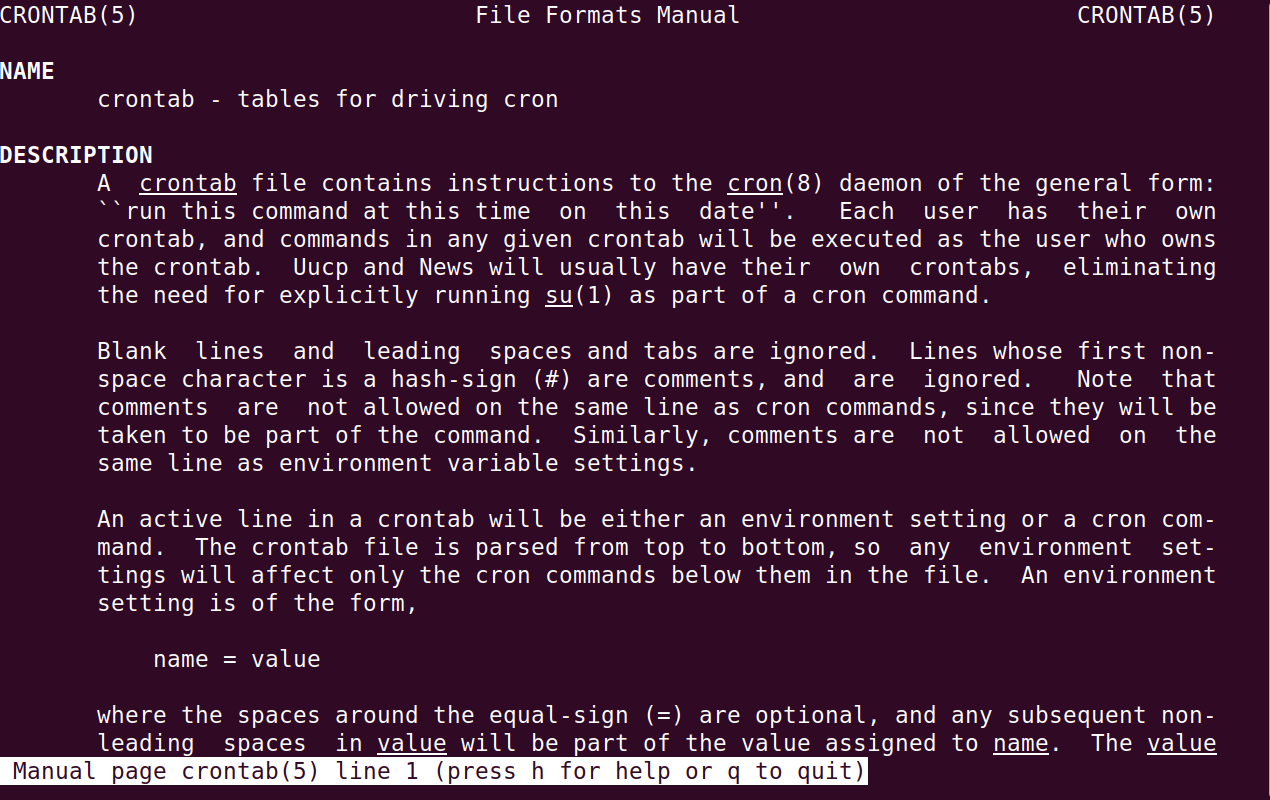 CRONTAB(5)                        File Formats Manual                        CRONTAB(5)
NAME
       crontab - tables for driving cron
DESCRIPTION
       A  crontab file contains instructions to the cron(8) daemon of the general form:
       ``run this command at this time  on  this  date''.   Each  user  has  their  own
       crontab, and commands in any given crontab will be executed as the user who owns
       the crontab.  Uucp and News will usually have their  own  crontabs,  eliminating
       the need for explicitly running su(1) as part of a cron command.
       Blank  lines  and  leading  spaces and tabs are ignored.  Lines whose first non-
       space character is a hash-sign (#) are comments, and  are  ignored.   Note  that
       comments  are  not allowed on the same line as cron commands, since they will be
       taken to be part of the command.  Similarly, comments are  not  allowed  on  the
       same line as environment variable settings.
       An active line in a crontab will be either an environment setting or a cron com-
       mand.  The crontab file is parsed from top to bottom, so  any  environment  set-
       tings will affect only the cron commands below them in the file.  An environment
       setting is of the form,
           name = value
       where the spaces around the equal-sign (=) are optional, and any subsequent non-
       leading  spaces  in value will be part of the value assigned to name.  The value
 Manual page crontab(5) line 1 (press h for help or q to quit)